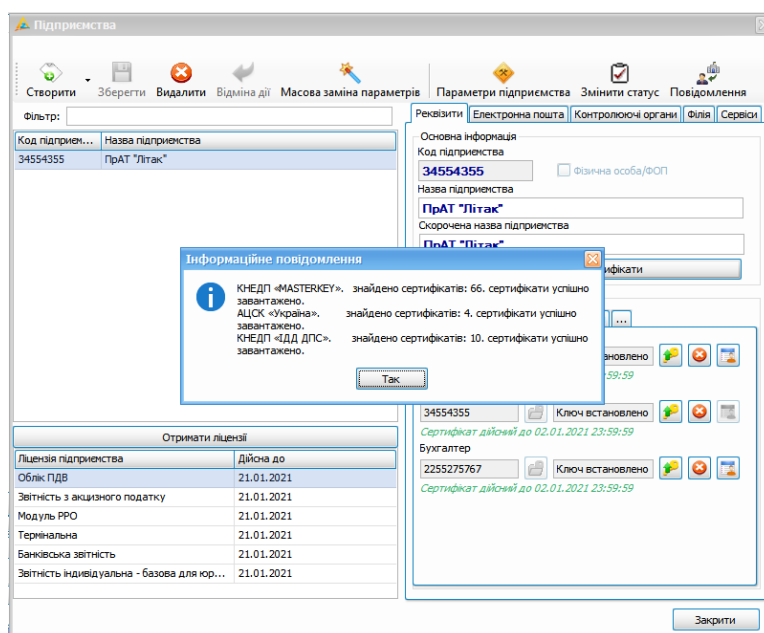 Підприємства
Створити Зберегти Видалити Відміна дії Масова заміна параметрів Параметри підприємства Змінити статус Повідомлення
Фільтр:
Реквізити Електронна пошта Контролюючі органи Філія Сервіси
Код підприєм... Назва підприємства
34554355 ПрАТ "Літак"
Основна інформація
Код підприємства
34554355 Фізична особа/ФОП
Назва підприємства
ПрАТ "Літак"
Скорочена назва підприємства
ПрАТ "Літак"
Інформаційне повідомлення
КНЕДП «MASTERKEY». знайдено сертифікатів: 66. сертифікати успішно
завантажено.
АЦСК «Україна». знайдено сертифікатів: 4. сертифікати успішно
завантажено.
КНЕДП «ІДД ДПС». знайдено сертифікатів: 10. сертифікати успішно
завантажено.
Так
...
:59:59
34554355 Ключ встановлено
Сертифікат дійсний до 02.01.2021 23:59:59
Бухгалтер
2255275767 Ключ встановлено
Сертифікат дійсний до 02.01.2021 23:59:59
Отримати ліцензії
Ліцензія підприємства Дійсна до
Облік ПДВ 21.01.2021
Звітність з акцизного податку 21.01.2021
Модуль РРО 21.01.2021
Термінальна 21.01.2021
Банківська звітність 21.01.2021
Звітність індивідуальна - базова для юр... 21.01.2021
Закрити